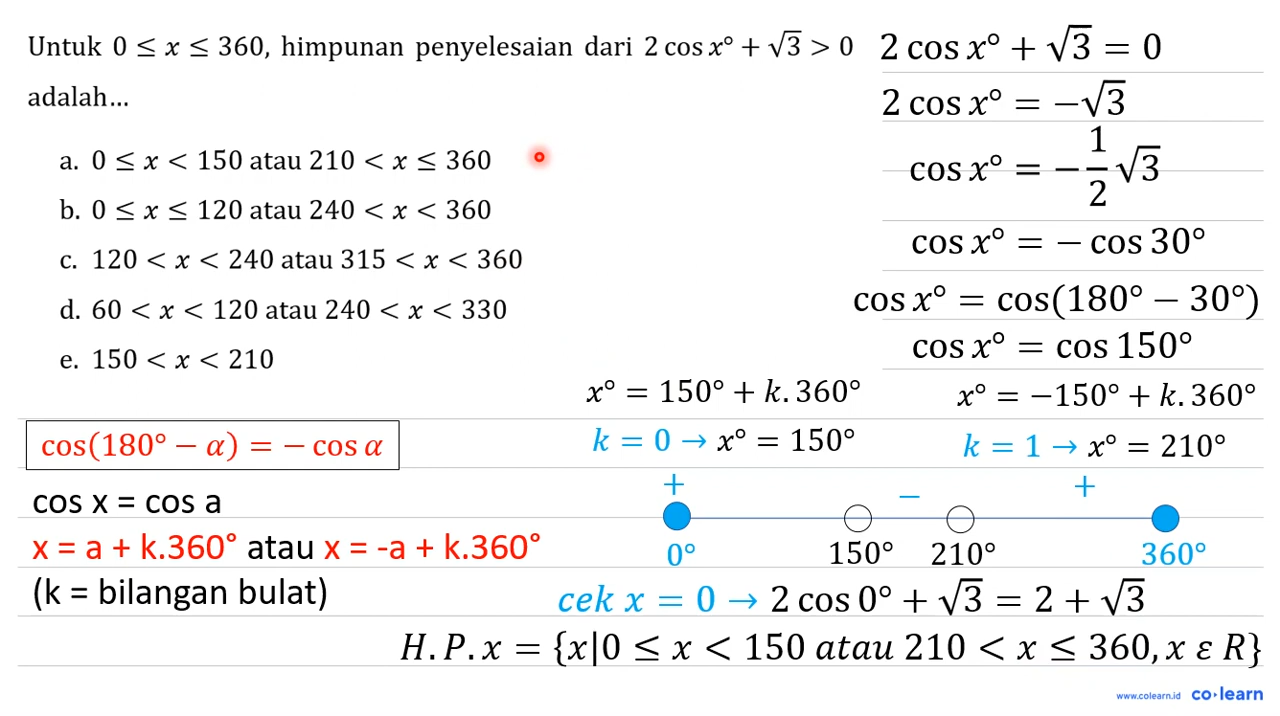 Untuk 0 ≤ x ≤ 360, himpunan penyelesaian dari 2 cos x° + √3 > 0
adalah...
a. 0 ≤ x < 150 atau 210 < x ≤ 360
b. 0 ≤ x ≤ 120 atau 240 < x < 360
c. 120 < x < 240 atau 315 < x < 360
d. 60 < x < 120 atau 240 < x < 330
e. 150 < x < 210
2 cos x° + √3 = 0
2 cos x° = −√3
cos x° = −1/2 √3
cos x° = − cos 30°
cos x° = cos(180° − 30°)
cos x° = cos 150°
x° = 150° + k. 360°
x° = −150° + k. 360°
k = 0 → x° = 150°
k = 1 → x° = 210°
cos(180° − α) = − cos α
cos x = cos a
x = a + k.360° atau x = -a + k.360°
(k = bilangan bulat)
+ − +
0° 150° 210° 360°
cek x = 0 → 2 cos 0° + √3 = 2 + √3
H. P. x = {x|0 ≤ x < 150 atau 210 < x ≤ 360, x ε R}
www.colearn.id co·learn